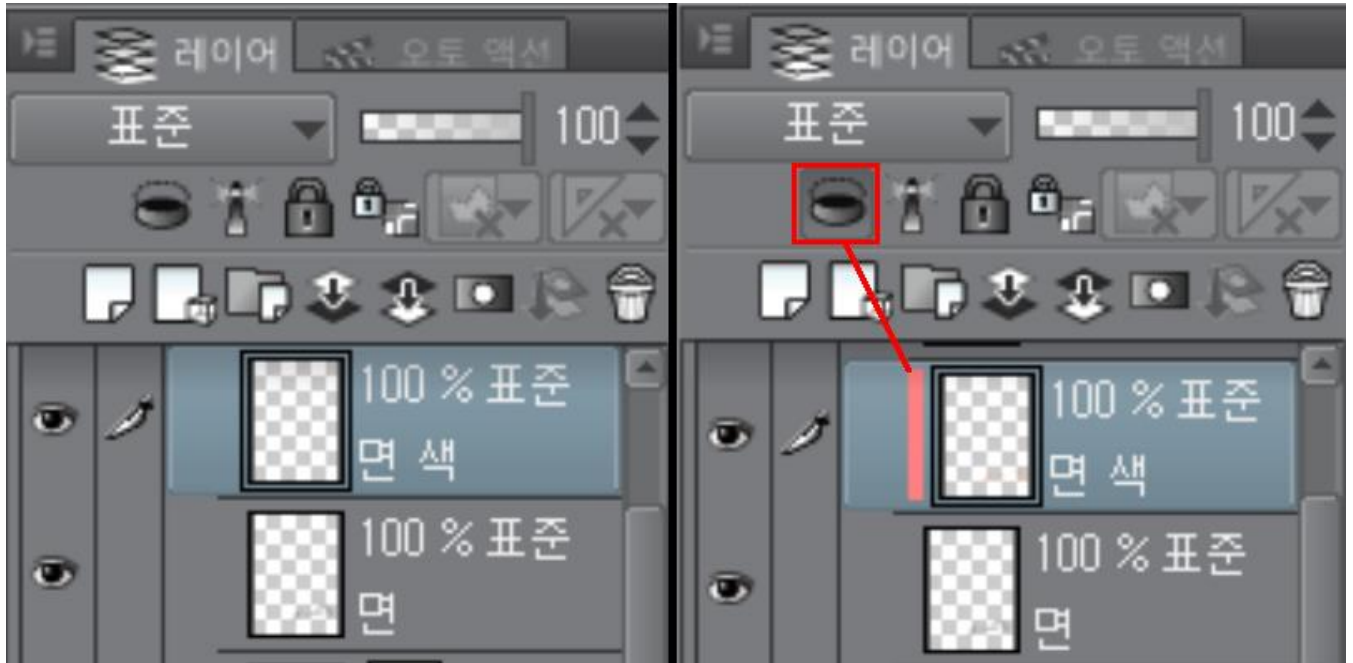 레이어 오토 액션
표준 100
100 % 표준
면 색
100 % 표준
면
레이어 오토 액션
표준 100
100 % 표준
면 색
100 % 표준
면